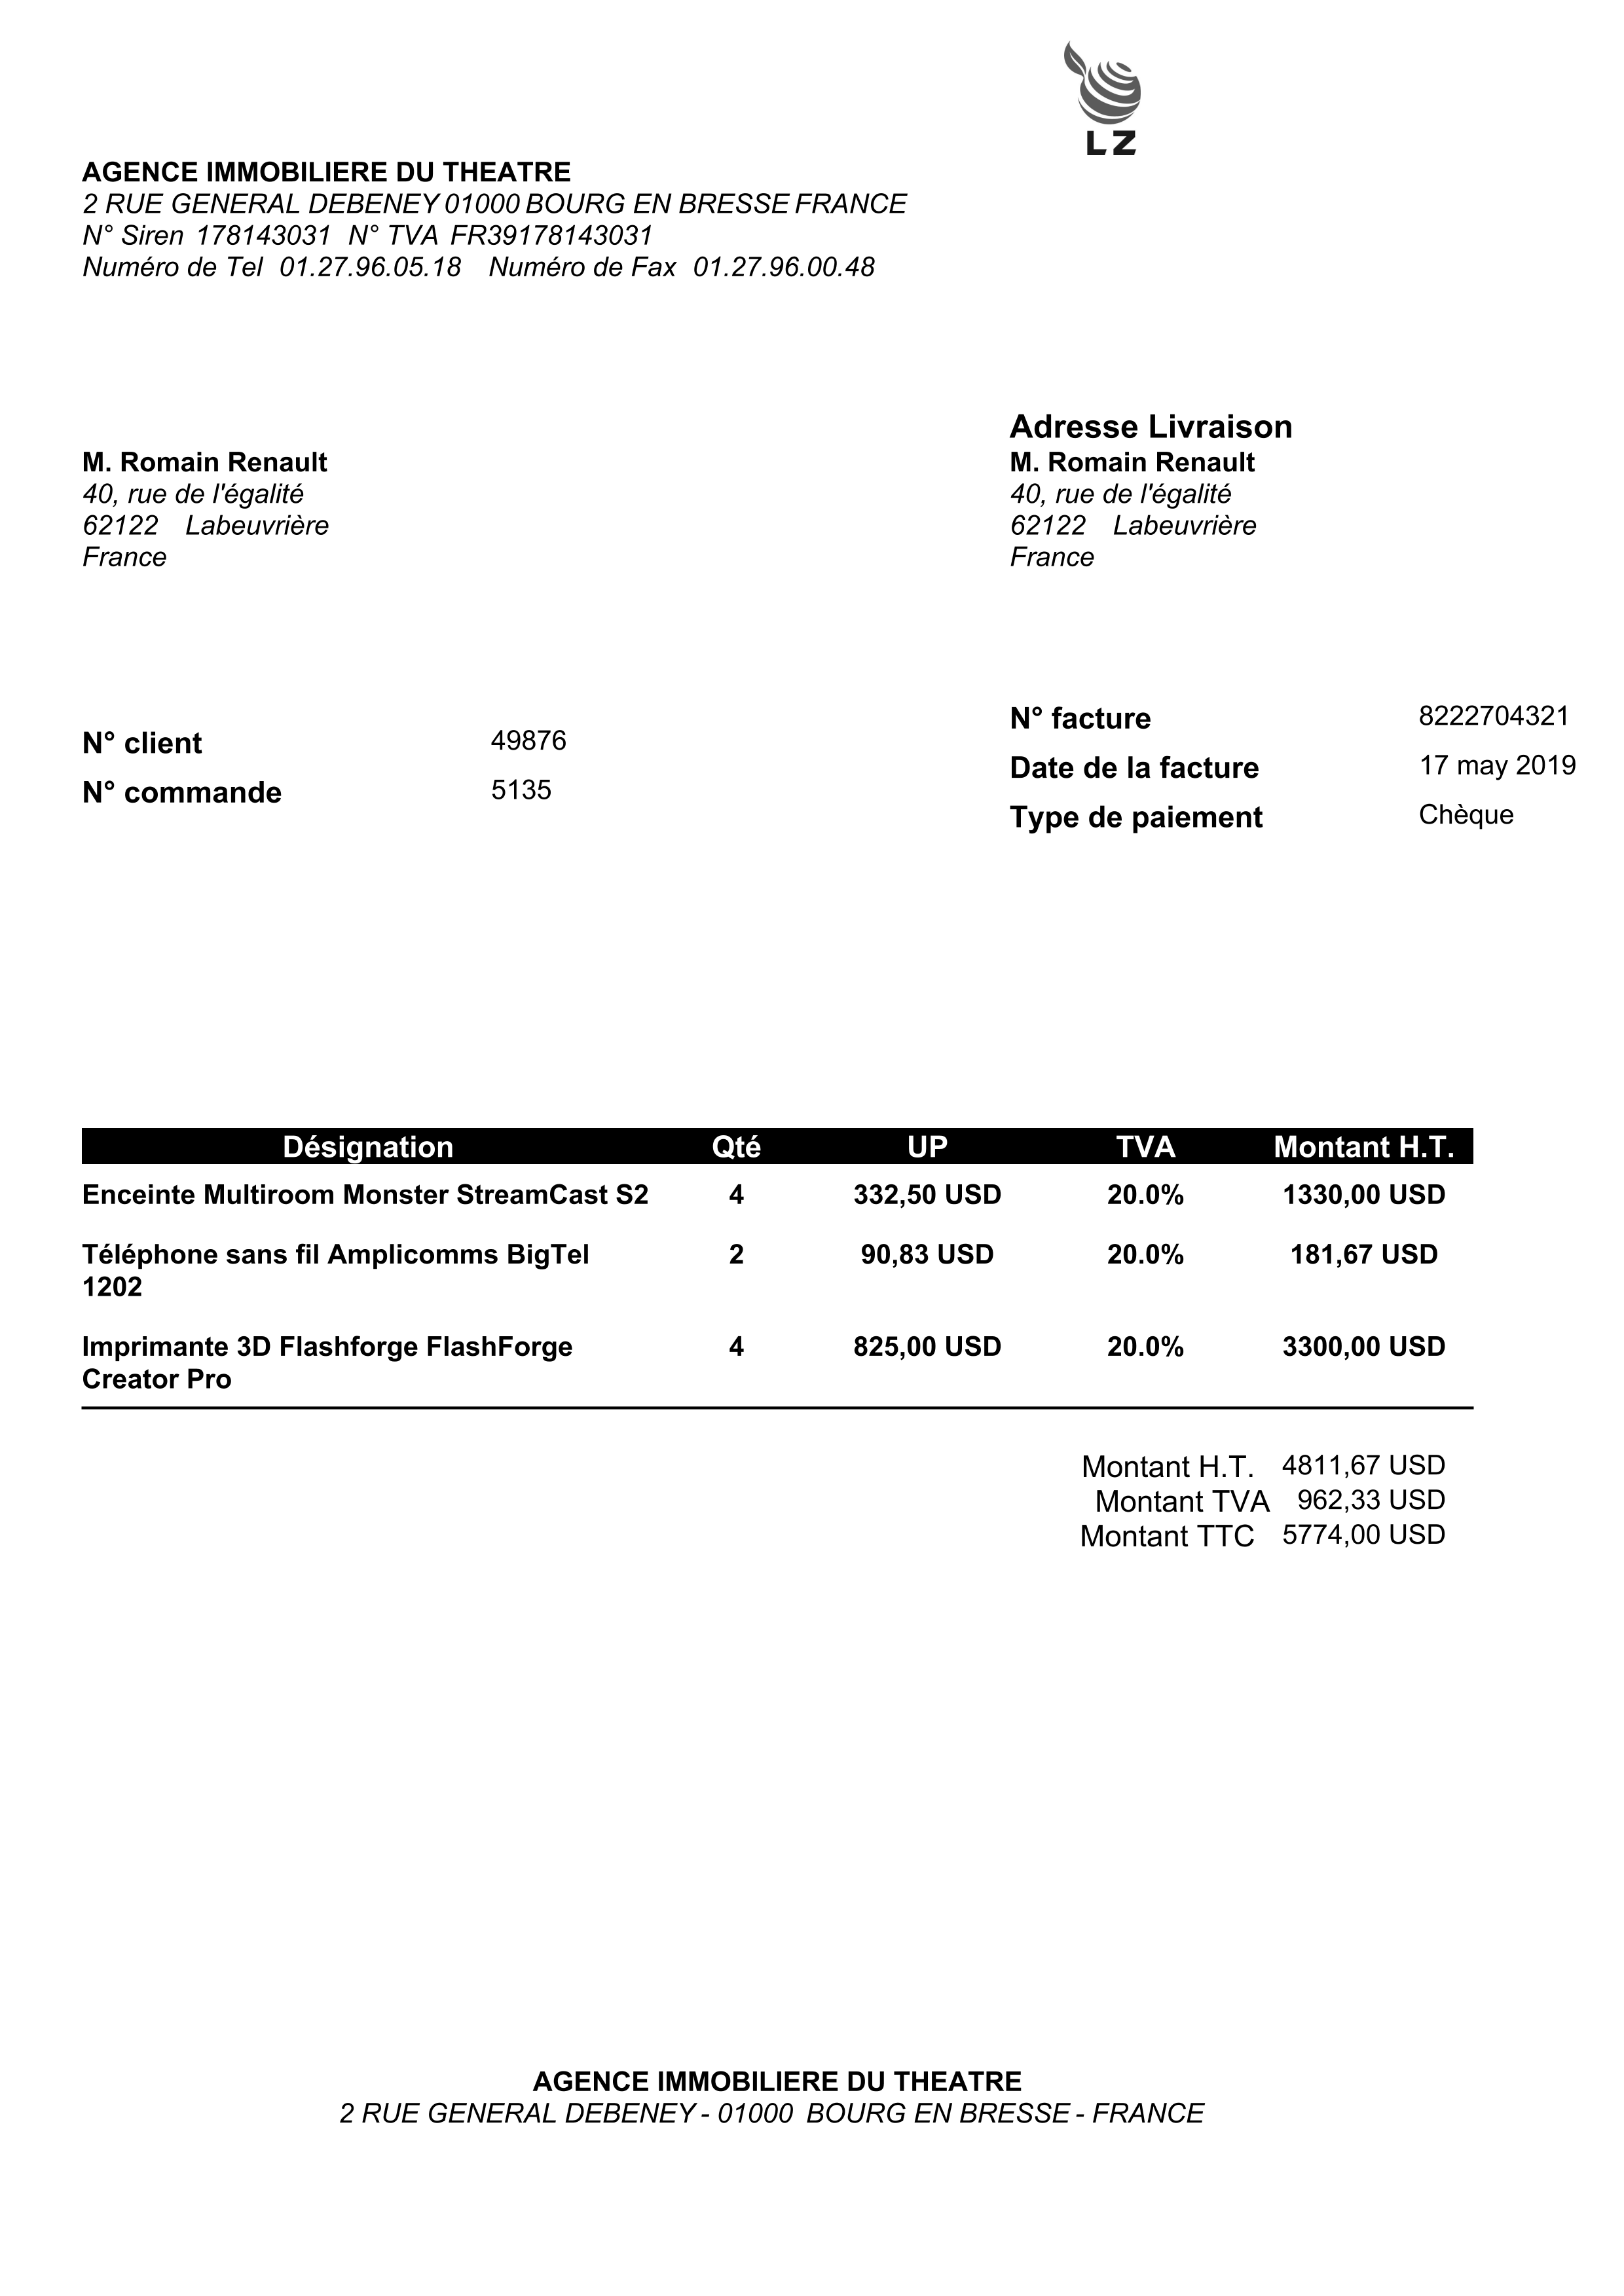 LZ
AGENCE IMMOBILIERE DU THEATRE
2 RUE GENERAL DEBENEY 01000 BOURG EN BRESSE FRANCE
N° Siren 178143031 N° TVA FR39178143031
Numéro de Tel 01.27.96.05.18 Numéro de Fax 01.27.96.00.48
M. Romain Renault
40, rue de l'égalité
62122 Labeuvrière
France
Adresse Livraison
M. Romain Renault
40, rue de l'égalité
62122 Labeuvrière
France
N° client 49876
N° commande 5135
N° facture 8222704321
Date de la facture 17 may 2019
Type de paiement Chèque
Désignation Qté UP TVA Montant H.T.
Enceinte Multiroom Monster StreamCast S2 4 332,50 USD 20.0% 1330,00 USD
Téléphone sans fil Amplicomms BigTel 2 90,83 USD 20.0% 181,67 USD
1202
Imprimante 3D Flashforge FlashForge 4 825,00 USD 20.0% 3300,00 USD
Creator Pro
Montant H.T. 4811,67 USD
Montant TVA 962,33 USD
Montant TTC 5774,00 USD
AGENCE IMMOBILIERE DU THEATRE
2 RUE GENERAL DEBENEY - 01000 BOURG EN BRESSE - FRANCE